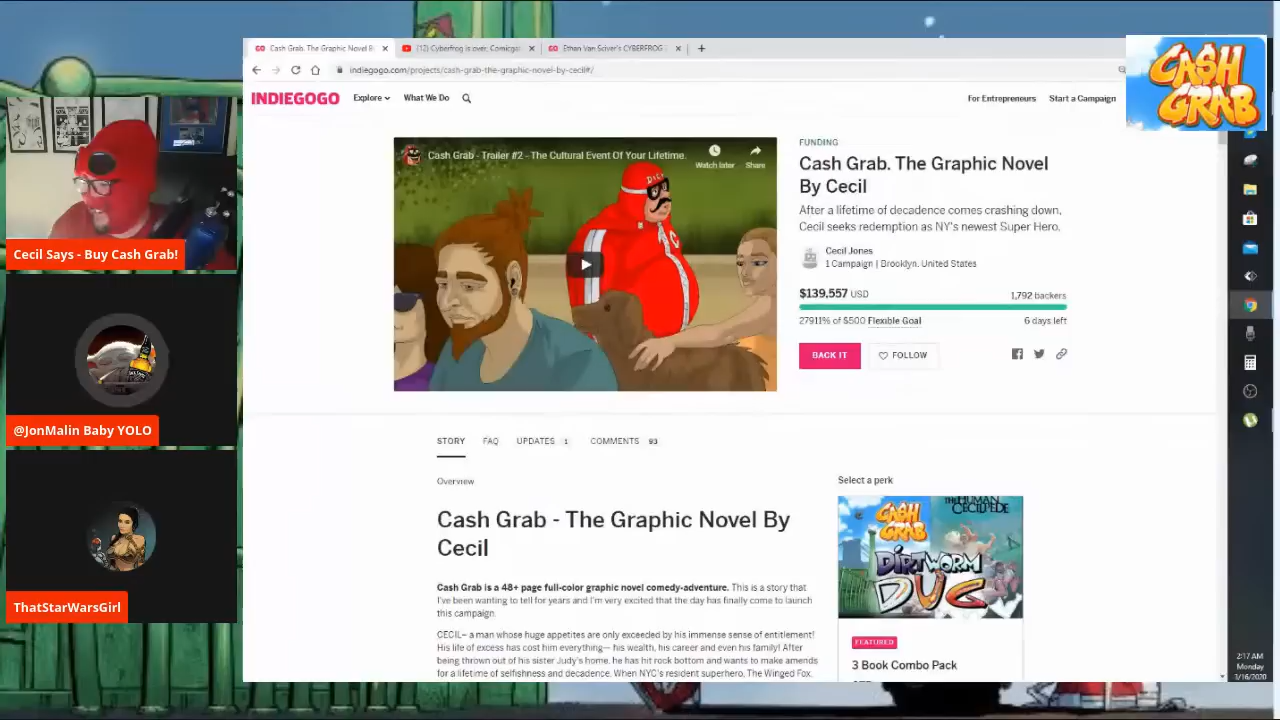 Cash Grab. The Graphic Novel B
(12) Cyberfrog is over, Comicgat
Ethan Van Sciver's CYBERFROG
indiegogo.com/projects/cash-grab-the-graphic-novel-by-cecil#/
CASH
GRAB
INDIEGOGO
Explore
What We Do
For Entrepreneurs
Start a Campaign
Cash Grab - Trailer #2 - The Cultural Event Of Your Lifetime.
Watch later
Share
FUNDING
Cash Grab. The Graphic Novel
By Cecil
After a lifetime of decadence comes crashing down,
Cecil seeks redemption as NY's newest Super Hero.
Cecil Jones
1 Campaign | Brooklyn, United States
$139,557 USD
1,792 backers
27911% of $500 Flexible Goal
6 days left
BACK IT
FOLLOW
Cecil Says - Buy Cash Grab!
@JonMalin Baby YOLO
ThatStarWarsGirl
STORY
FAQ
UPDATES 1
COMMENTS 93
Overview
Cash Grab - The Graphic Novel By
Cecil
Cash Grab is a 48+ page full-color graphic novel comedy-adventure. This is a story that
I've been wanting to tell for years and I'm very excited that the day has finally come to launch
this campaign.
CECIL– a man whose huge appetites are only exceeded by his immense sense of entitlement!
His life of excess has cost him everything– his wealth, his career and even his family! After
being thrown out of his sister Judy's home, he has hit rock bottom and wants to make amends
for a lifetime of selfishness and decadence. When NYC's resident superhero, The Winged Fox,
Select a perk
THE HUMAN
CECILPEDE
CASH
GRAB
DIRTWORM
DUG
FEATURED
3 Book Combo Pack
2:17 AM
Monday
3/16/2020